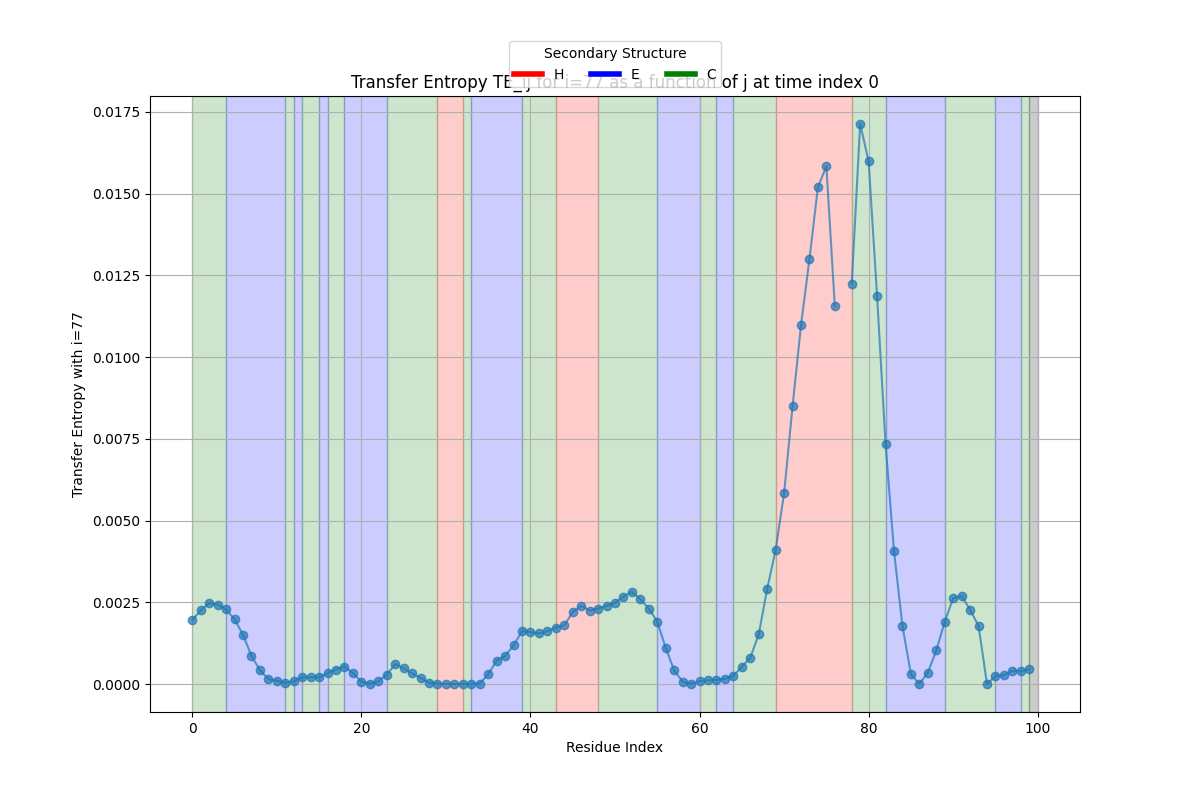 Secondary Structure
H E C
Transfer Entropy TE_ij for i=77 as a function of j at time index 0
0.0175
0.0150
0.0125
0.0100
0.0075
0.0050
0.0025
0.0000
Transfer Entropy with i=77
0 20 40 60 80 100
Residue Index